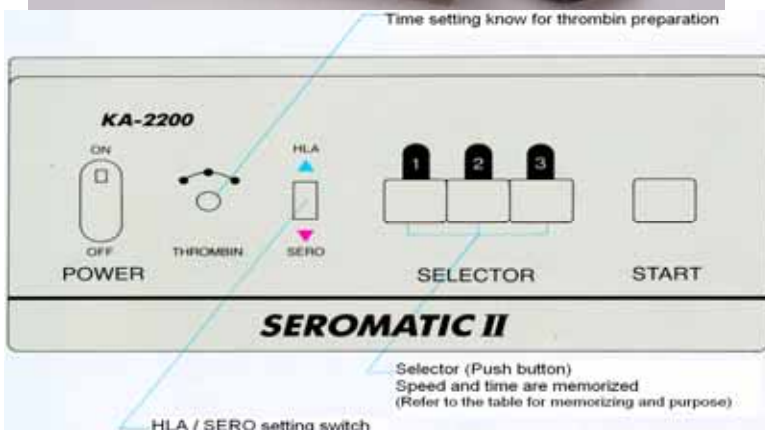 Time setting know for thrombin preparation
KA-2200
ON
HLA
1 2 3
OFF
THROMBIN
SERO
POWER
SELECTOR
START
SEROMATIC II
Selector (Push button)
Speed and time are memorized
(Refer to the table for memorizing and purpose)
HLA / SERO setting switch